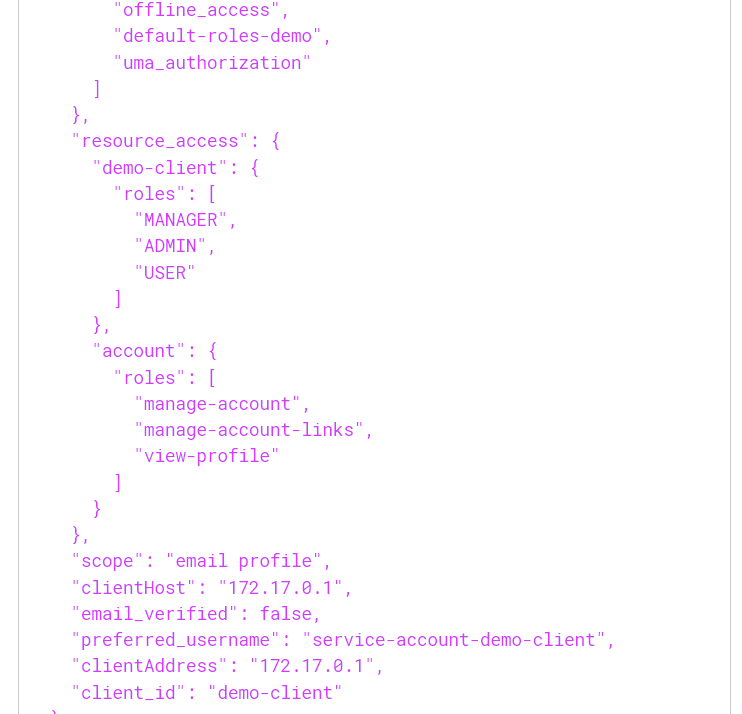 "offline_access",
"default-roles-demo",
"uma_authorization"
]
},
"resource_access": {
"demo-client": {
"roles": [
"MANAGER",
"ADMIN",
"USER"
]
},
"account": {
"roles": [
"manage-account",
"manage-account-links",
"view-profile"
]
}
},
"scope": "email profile",
"clientHost": "172.17.0.1",
"email_verified": false,
"preferred_username": "service-account-demo-client",
"clientAddress": "172.17.0.1",
"client_id": "demo-client"
}